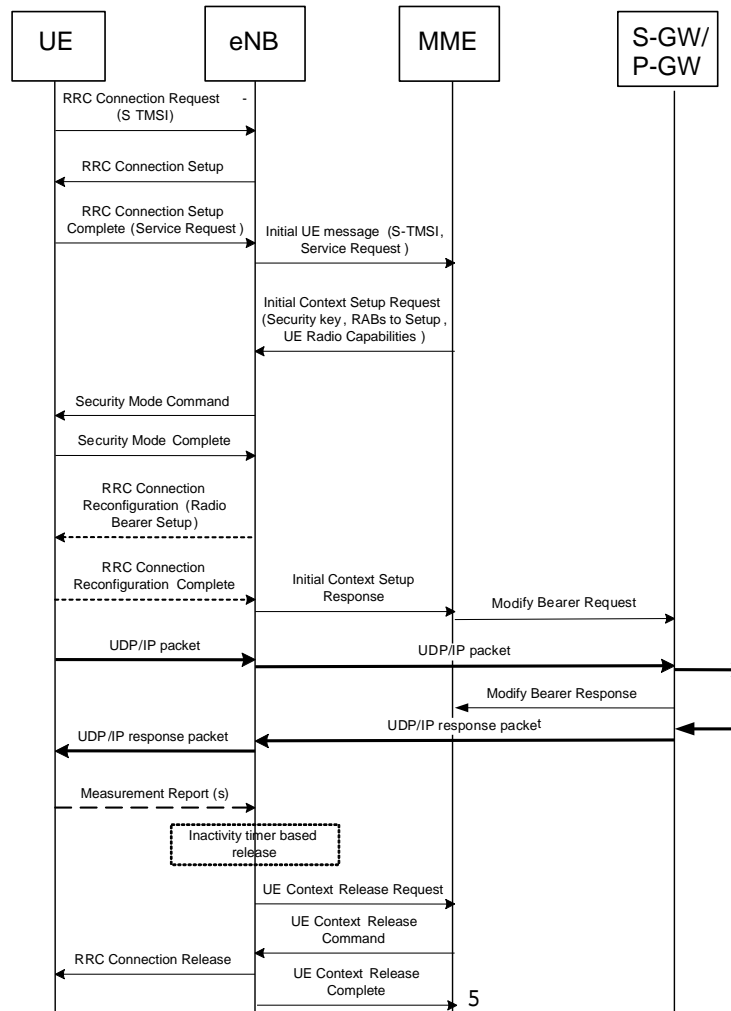 UE
eNB
MME
S-GW/
P-GW
RRC Connection Request -
(S TMSI)
RRC Connection Setup
RRC Connection Setup
Complete (Service Request )
Initial UE message (S-TMSI,
Service Request )
Initial Context Setup Request
(Security key, RABs to Setup,
UE Radio Capabilities )
Security Mode Command
Security Mode Complete
RRC Connection
Reconfiguration (Radio
Bearer Setup)
RRC Connection
Reconfiguration Complete
Initial Context Setup
Response
Modify Bearer Request
UDP/IP packet
UDP/IP packet
Modify Bearer Response
UDP/IP response packet
UDP/IP response packet
Measurement Report (s)
Inactivity timer based
release
UE Context Release Request
UE Context Release
Command
RRC Connection Release
UE Context Release
Complete
5